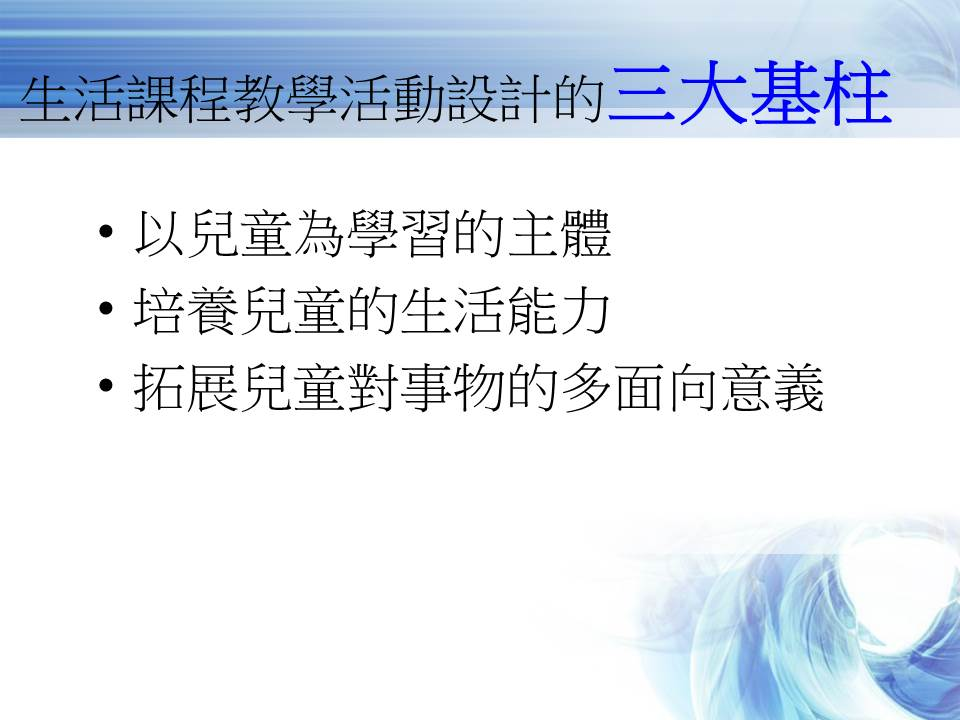 生活課程教學活動設計的三大基柱
• 以兒童為學習的主體
• 培養兒童的生活能力
• 拓展兒童對事物的多面向意義